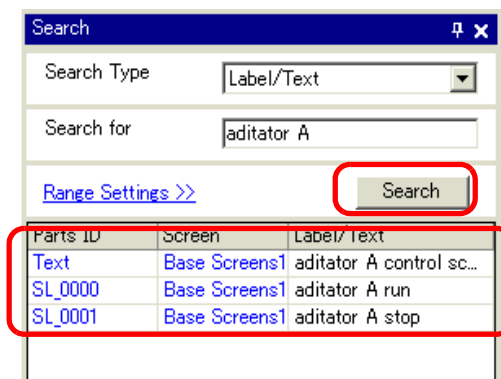 Search
Search Type Label/Text
Search for aditator A
Range Settings >> Search
Parts ID Screen Label/Text
Text Base Screens1 aditator A control sc...
SL_0000 Base Screens1 aditator A run
SL_0001 Base Screens1 aditator A stop